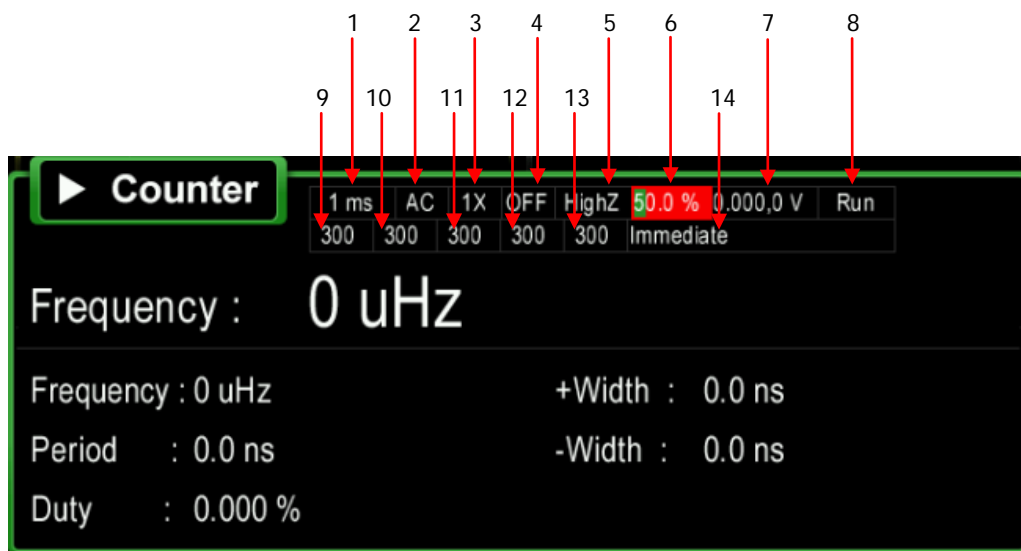 1 2 3 4 5 6 7 8
9 10 11 12 13 14
Counter
1 ms AC 1X OFF HighZ 50.0 % 0.000,0 V Run
300 300 300 300 300 Immediate
Frequency : 0 uHz
Frequency : 0 uHz +Width : 0.0 ns
Period : 0.0 ns -Width : 0.0 ns
Duty : 0.000 %